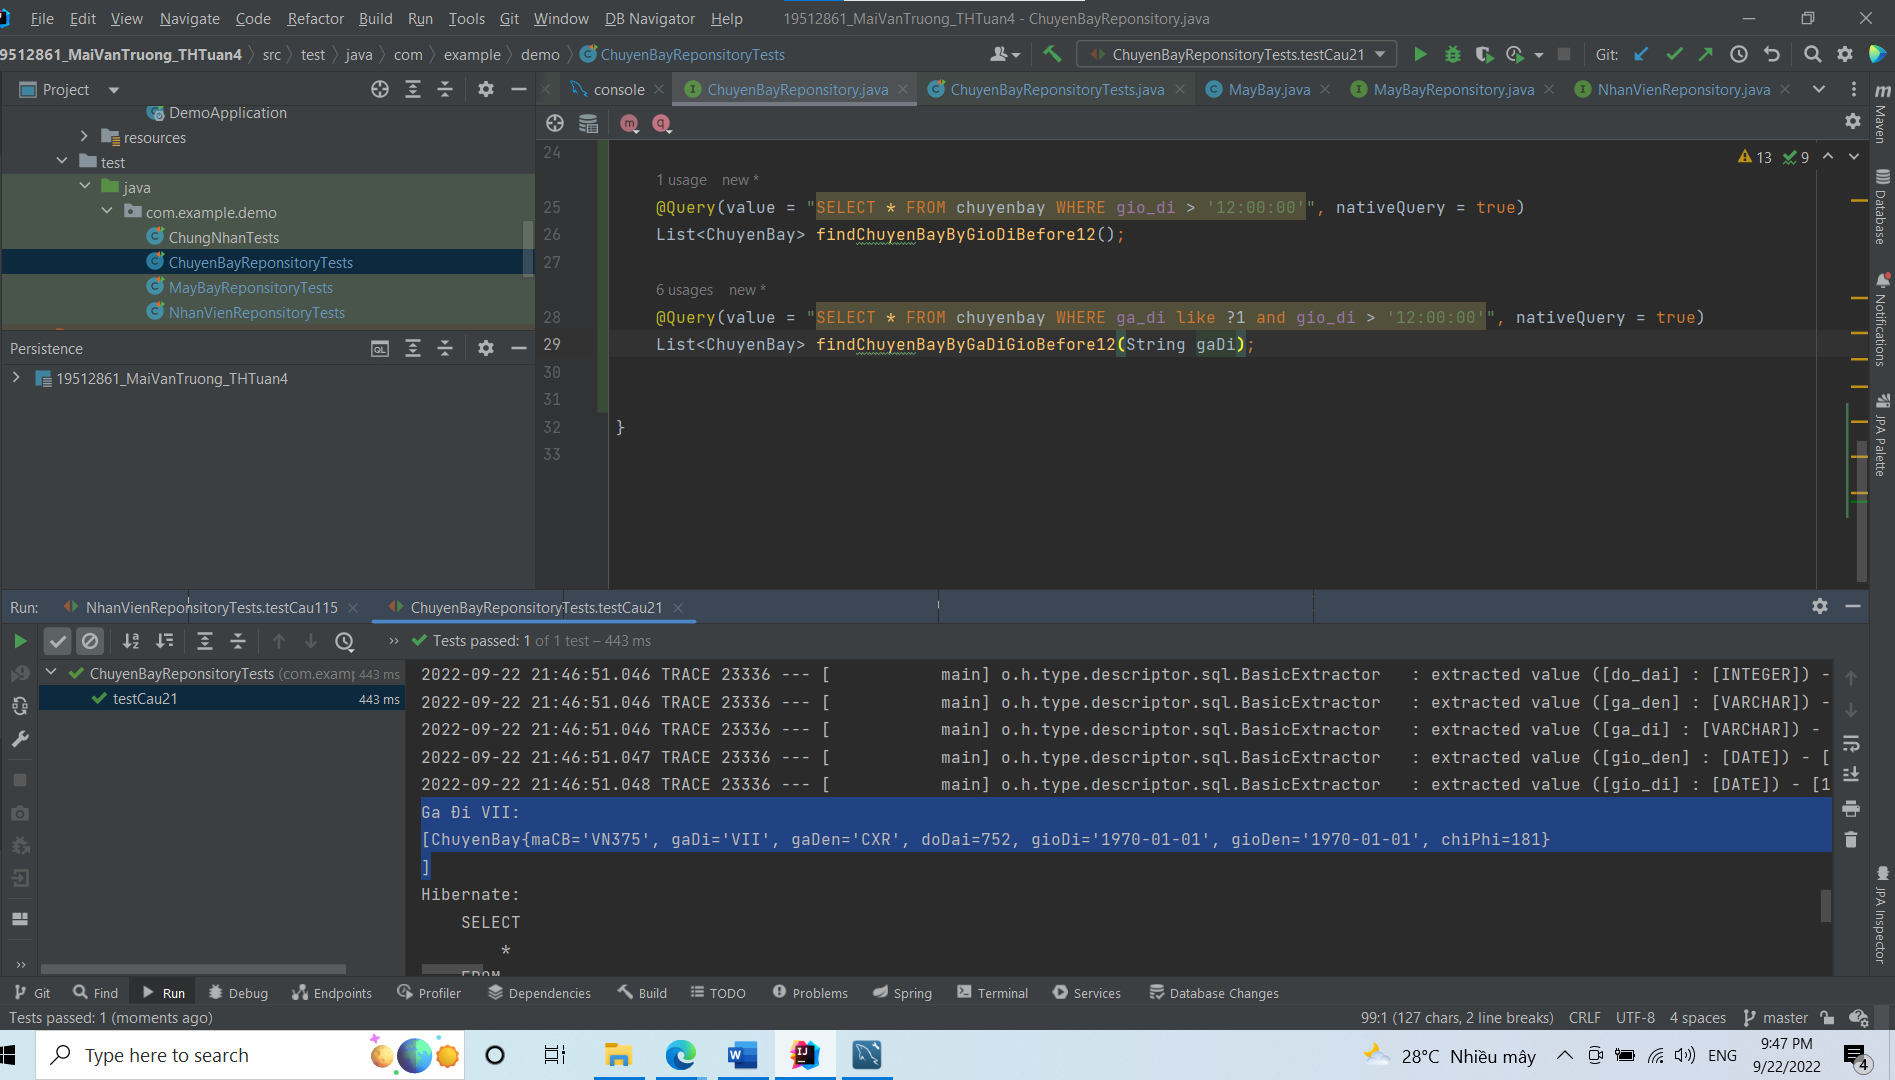 File Edit View Navigate Code Refactor Build Run Tools Git Window DB Navigator Help 19512861_MaiVanTruong_THTuan4 - ChuyenBayReponsitory.java
9512861_MaiVanTruong_THTuan4 src test java com example demo ChuyenBayReponsitoryTests ChuyenBayReponsitoryTests.testCau21 Git:
Project console ChuyenBayReponsitory.java ChuyenBayReponsitoryTests.java MayBay.java MayBayReponsitory.java NhanVienReponsitory.java
DemoApplication
resources
test
java
com.example.demo
ChungNhanTests
ChuyenBayReponsitoryTests
MayBayReponsitoryTests
NhanVienReponsitoryTests
Persistence
19512861_MaiVanTruong_THTuan4
13 9
24
1 usage new *
25 @Query(value = "SELECT * FROM chuyenbay WHERE gio_di > '12:00:00'", nativeQuery = true)
26 List<ChuyenBay> findChuyenBayByGioDiBefore12();
27
6 usages new *
28 @Query(value = "SELECT * FROM chuyenbay WHERE ga_di like ?1 and gio_di > '12:00:00'", nativeQuery = true)
29 List<ChuyenBay> findChuyenBayByGaDiGioBefore12(String gaDi);
30
31
32 }
33
Maven
Database
Notifications
JPA Palette
JPA Inspector
Run: NhanVienReponsitoryTests.testCau115 ChuyenBayReponsitoryTests.testCau21
Tests passed: 1 of 1 test – 443 ms
ChuyenBayReponsitoryTests (com.examp 443 ms
testCau21 443 ms
2022-09-22 21:46:51.046 TRACE 23336 --- [ main] o.h.type.descriptor.sql.BasicExtractor : extracted value ([do_dai] : [INTEGER]) -
2022-09-22 21:46:51.046 TRACE 23336 --- [ main] o.h.type.descriptor.sql.BasicExtractor : extracted value ([ga_den] : [VARCHAR]) -
2022-09-22 21:46:51.046 TRACE 23336 --- [ main] o.h.type.descriptor.sql.BasicExtractor : extracted value ([ga_di] : [VARCHAR]) -
2022-09-22 21:46:51.047 TRACE 23336 --- [ main] o.h.type.descriptor.sql.BasicExtractor : extracted value ([gio_den] : [DATE]) - [
2022-09-22 21:46:51.048 TRACE 23336 --- [ main] o.h.type.descriptor.sql.BasicExtractor : extracted value ([gio_di] : [DATE]) - [1
Ga Đi VII:
[ChuyenBay{maCB='VN375', gaDi='VII', gaDen='CXR', doDai=752, gioDi='1970-01-01', gioDen='1970-01-01', chiPhi=181}
]
Hibernate:
SELECT
*
FROM
Git Find Run Debug Endpoints Profiler Dependencies Build TODO Problems Spring Terminal Services Database Changes
Tests passed: 1 (moments ago) 99:1 (127 chars, 2 line breaks) CRLF UTF-8 4 spaces master
Type here to search 28°C Nhiều mây ENG 9:47 PM
9/22/2022 4